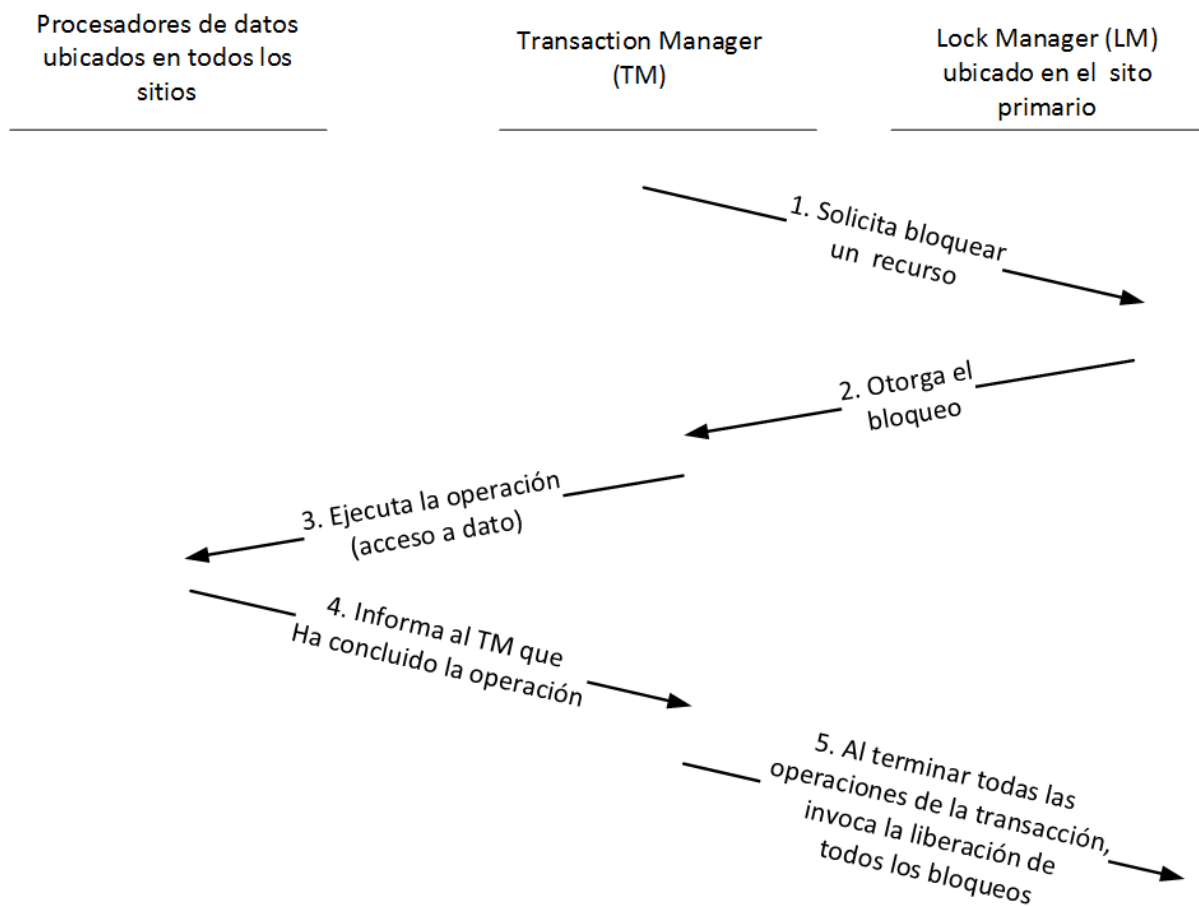 Procesadores de datos
ubicados en todos los
sitios
Transaction Manager
(TM)
Lock Manager (LM)
ubicado en el sito
primario
1. Solicita bloquear
un recurso
2. Otorga el
bloqueo
3. Ejecuta la operación
(acceso a dato)
4. Informa al TM que
Ha concluido la operación
5. Al terminar todas las
operaciones de la transacción,
invoca la liberación de
todos los bloqueos